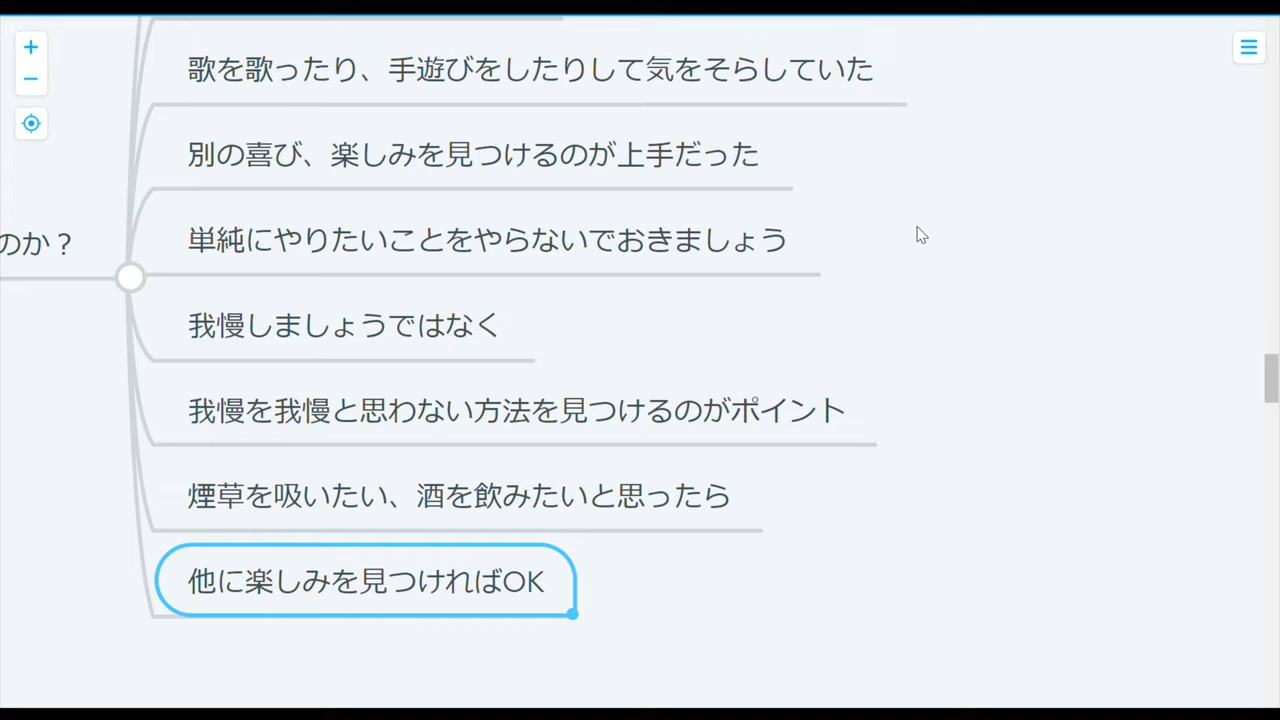 歌を歌ったり、手遊びをしたりして気をそらしていた
別の喜び、楽しみを見つけるのが上手だった
単純にやりたいことをやらないでおきましょう
のか？
我慢しましょうではなく
我慢を我慢と思わない方法を見つけるのがポイント
煙草を吸いたい、酒を飲みたいと思ったら
他に楽しみを見つければOK